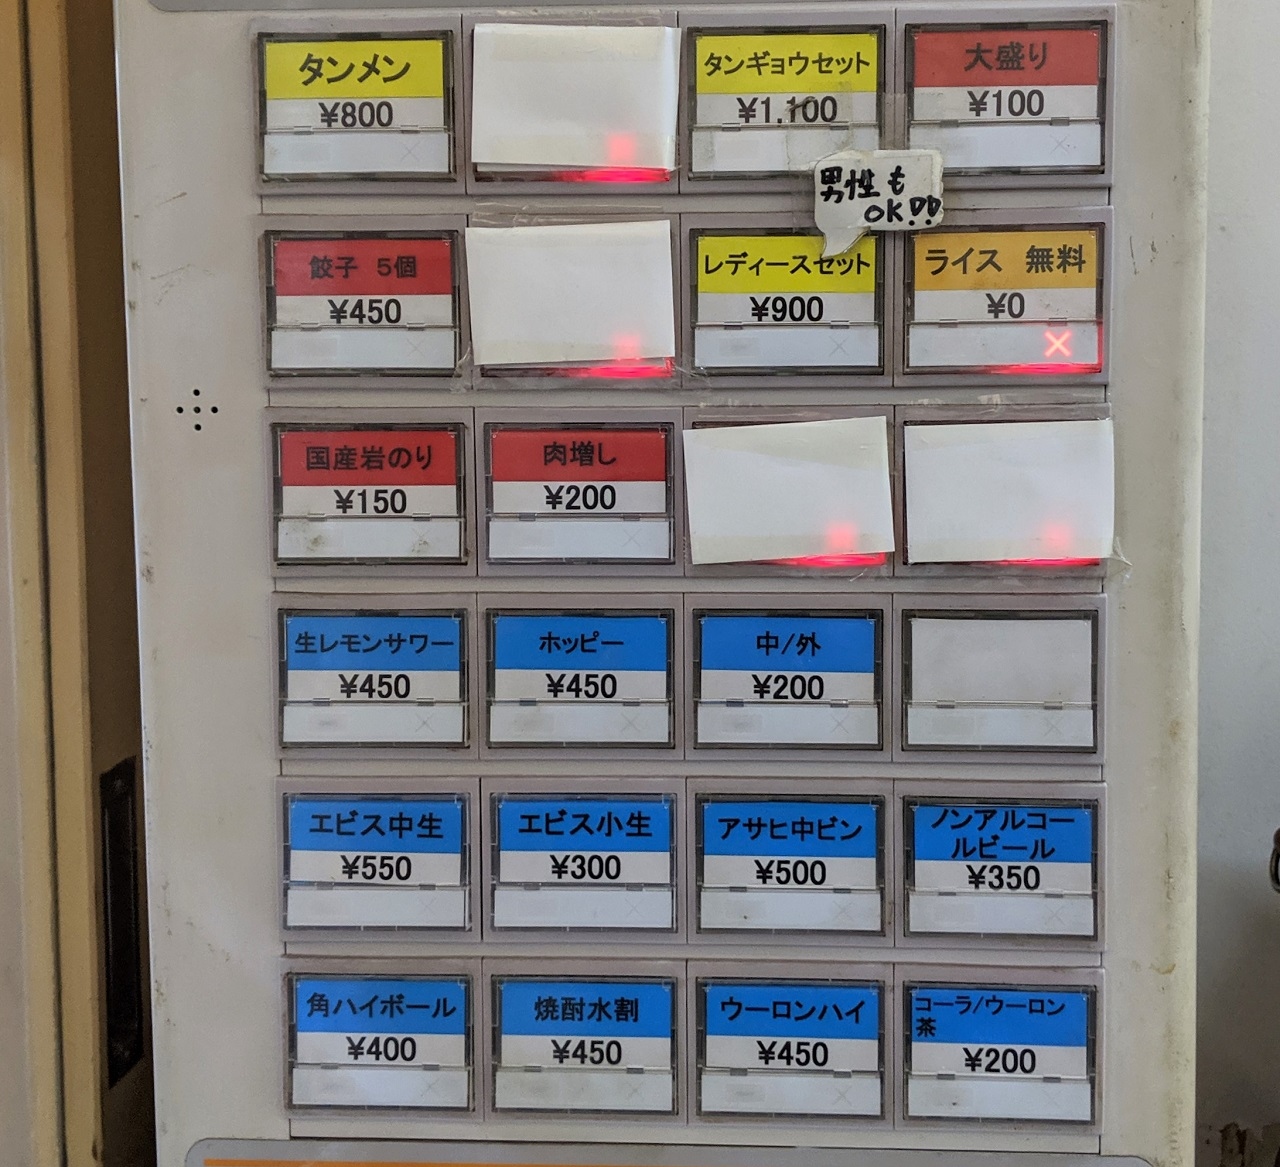 タンメン
¥800
タンギョウセット
¥1,100
大盛り
¥100
男性も
OK!!
餃子 5個
¥450
レディースセット
¥900
ライス 無料
¥0
×
国産岩のり
¥150
肉増し
¥200
生レモンサワー
¥450
ホッピー
¥450
中/外
¥200
エビス中生
¥550
エビス小生
¥300
アサヒ中ビン
¥500
ノンアルコー
ルビール
¥350
角ハイボール
¥400
焼酎水割
¥450
ウーロンハイ
¥450
コーラ/ウーロン
茶
¥200